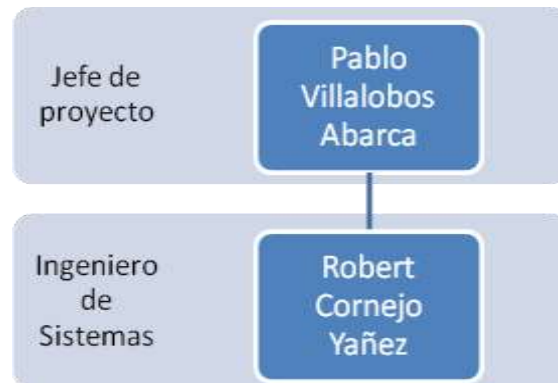 Jefe de
proyecto
Pablo
Villalobos
Abarca
Ingeniero
de
Sistemas
Robert
Cornejo
Yañez